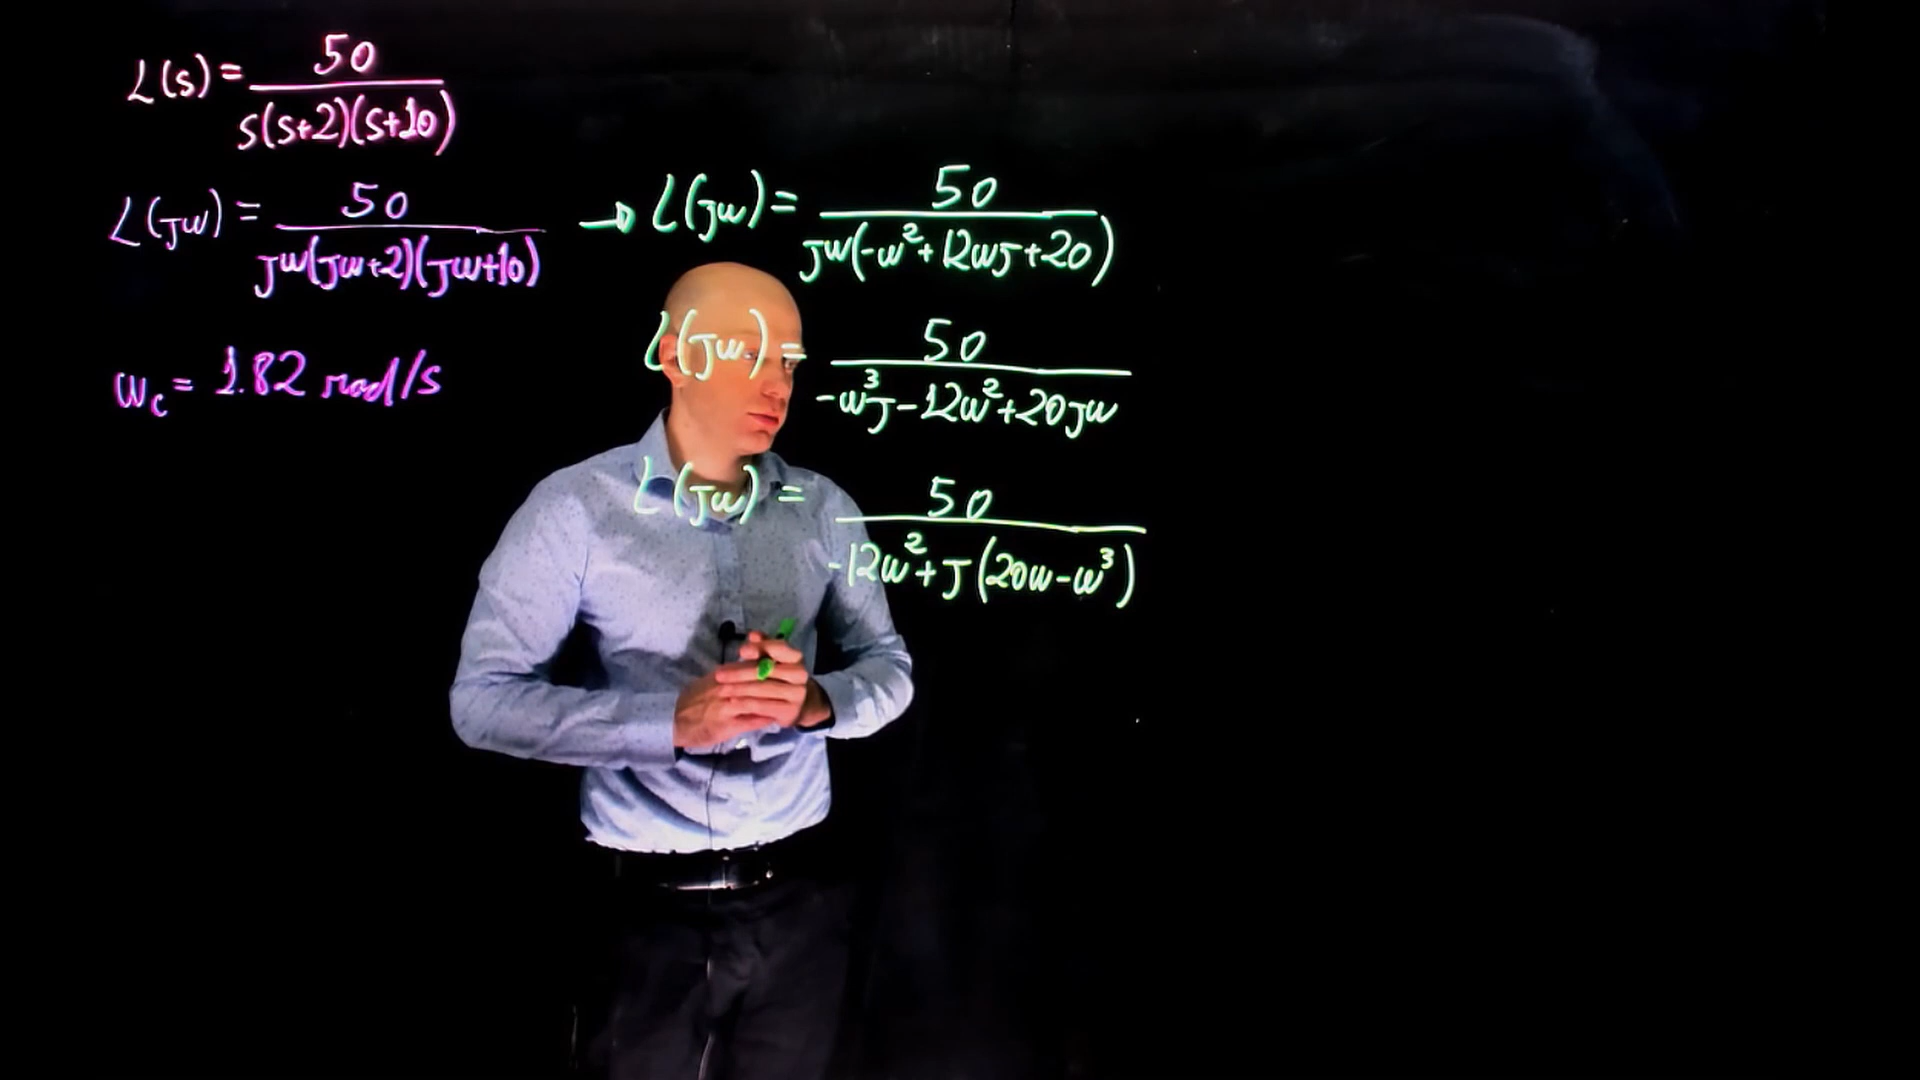 L(s) = 50 / s(s+2)(s+10)
L(jw) = 50 / jw(jw+2)(jw+10)
wc = 1.82 rad/s
→ L(jw) = 50 / jw(-w²+12wj+20)
L(jw) = 50 / -w³j-12w²+20jw
L(jw) = 50 / -12w²+j(20w-w³)